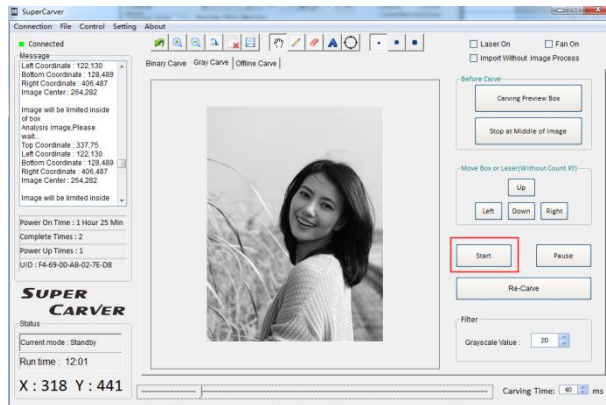 SuperCarver
Connection File Control Setting About
Connected
Message
Left Coordinate : 122,130
Bottom Coordinate : 128,489
Right Coordinate : 406,487
Image Center : 264,282
Image will be limited inside
of box
Analysis image,Please
wait...
Top Coordinate : 337,75
Left Coordinate : 122,130
Bottom Coordinate : 128,489
Right Coordinate : 406,487
Image Center : 264,282
Image will be limited inside
Power On Time : 1 Hour 25 Min
Complete Times : 2
Power Up Times : 1
UID : F4-69-00-AB-02-7E-D8
SUPER
CARVER
Status
Current mode : Standby
Run time : 12:01
X : 318 Y : 441
A
Binary Carve Gray Carve Offline Carve
Laser On Fan On
Import Without Image Process
Before Carve
Carving Preview Box
Stop at Middle of Image
Move Box or Laser(Without Count XY)
Up
Left Down Right
Start Pause
Re-Carve
Filter
Grayscale Value : 20
Carving Time: 40 ms